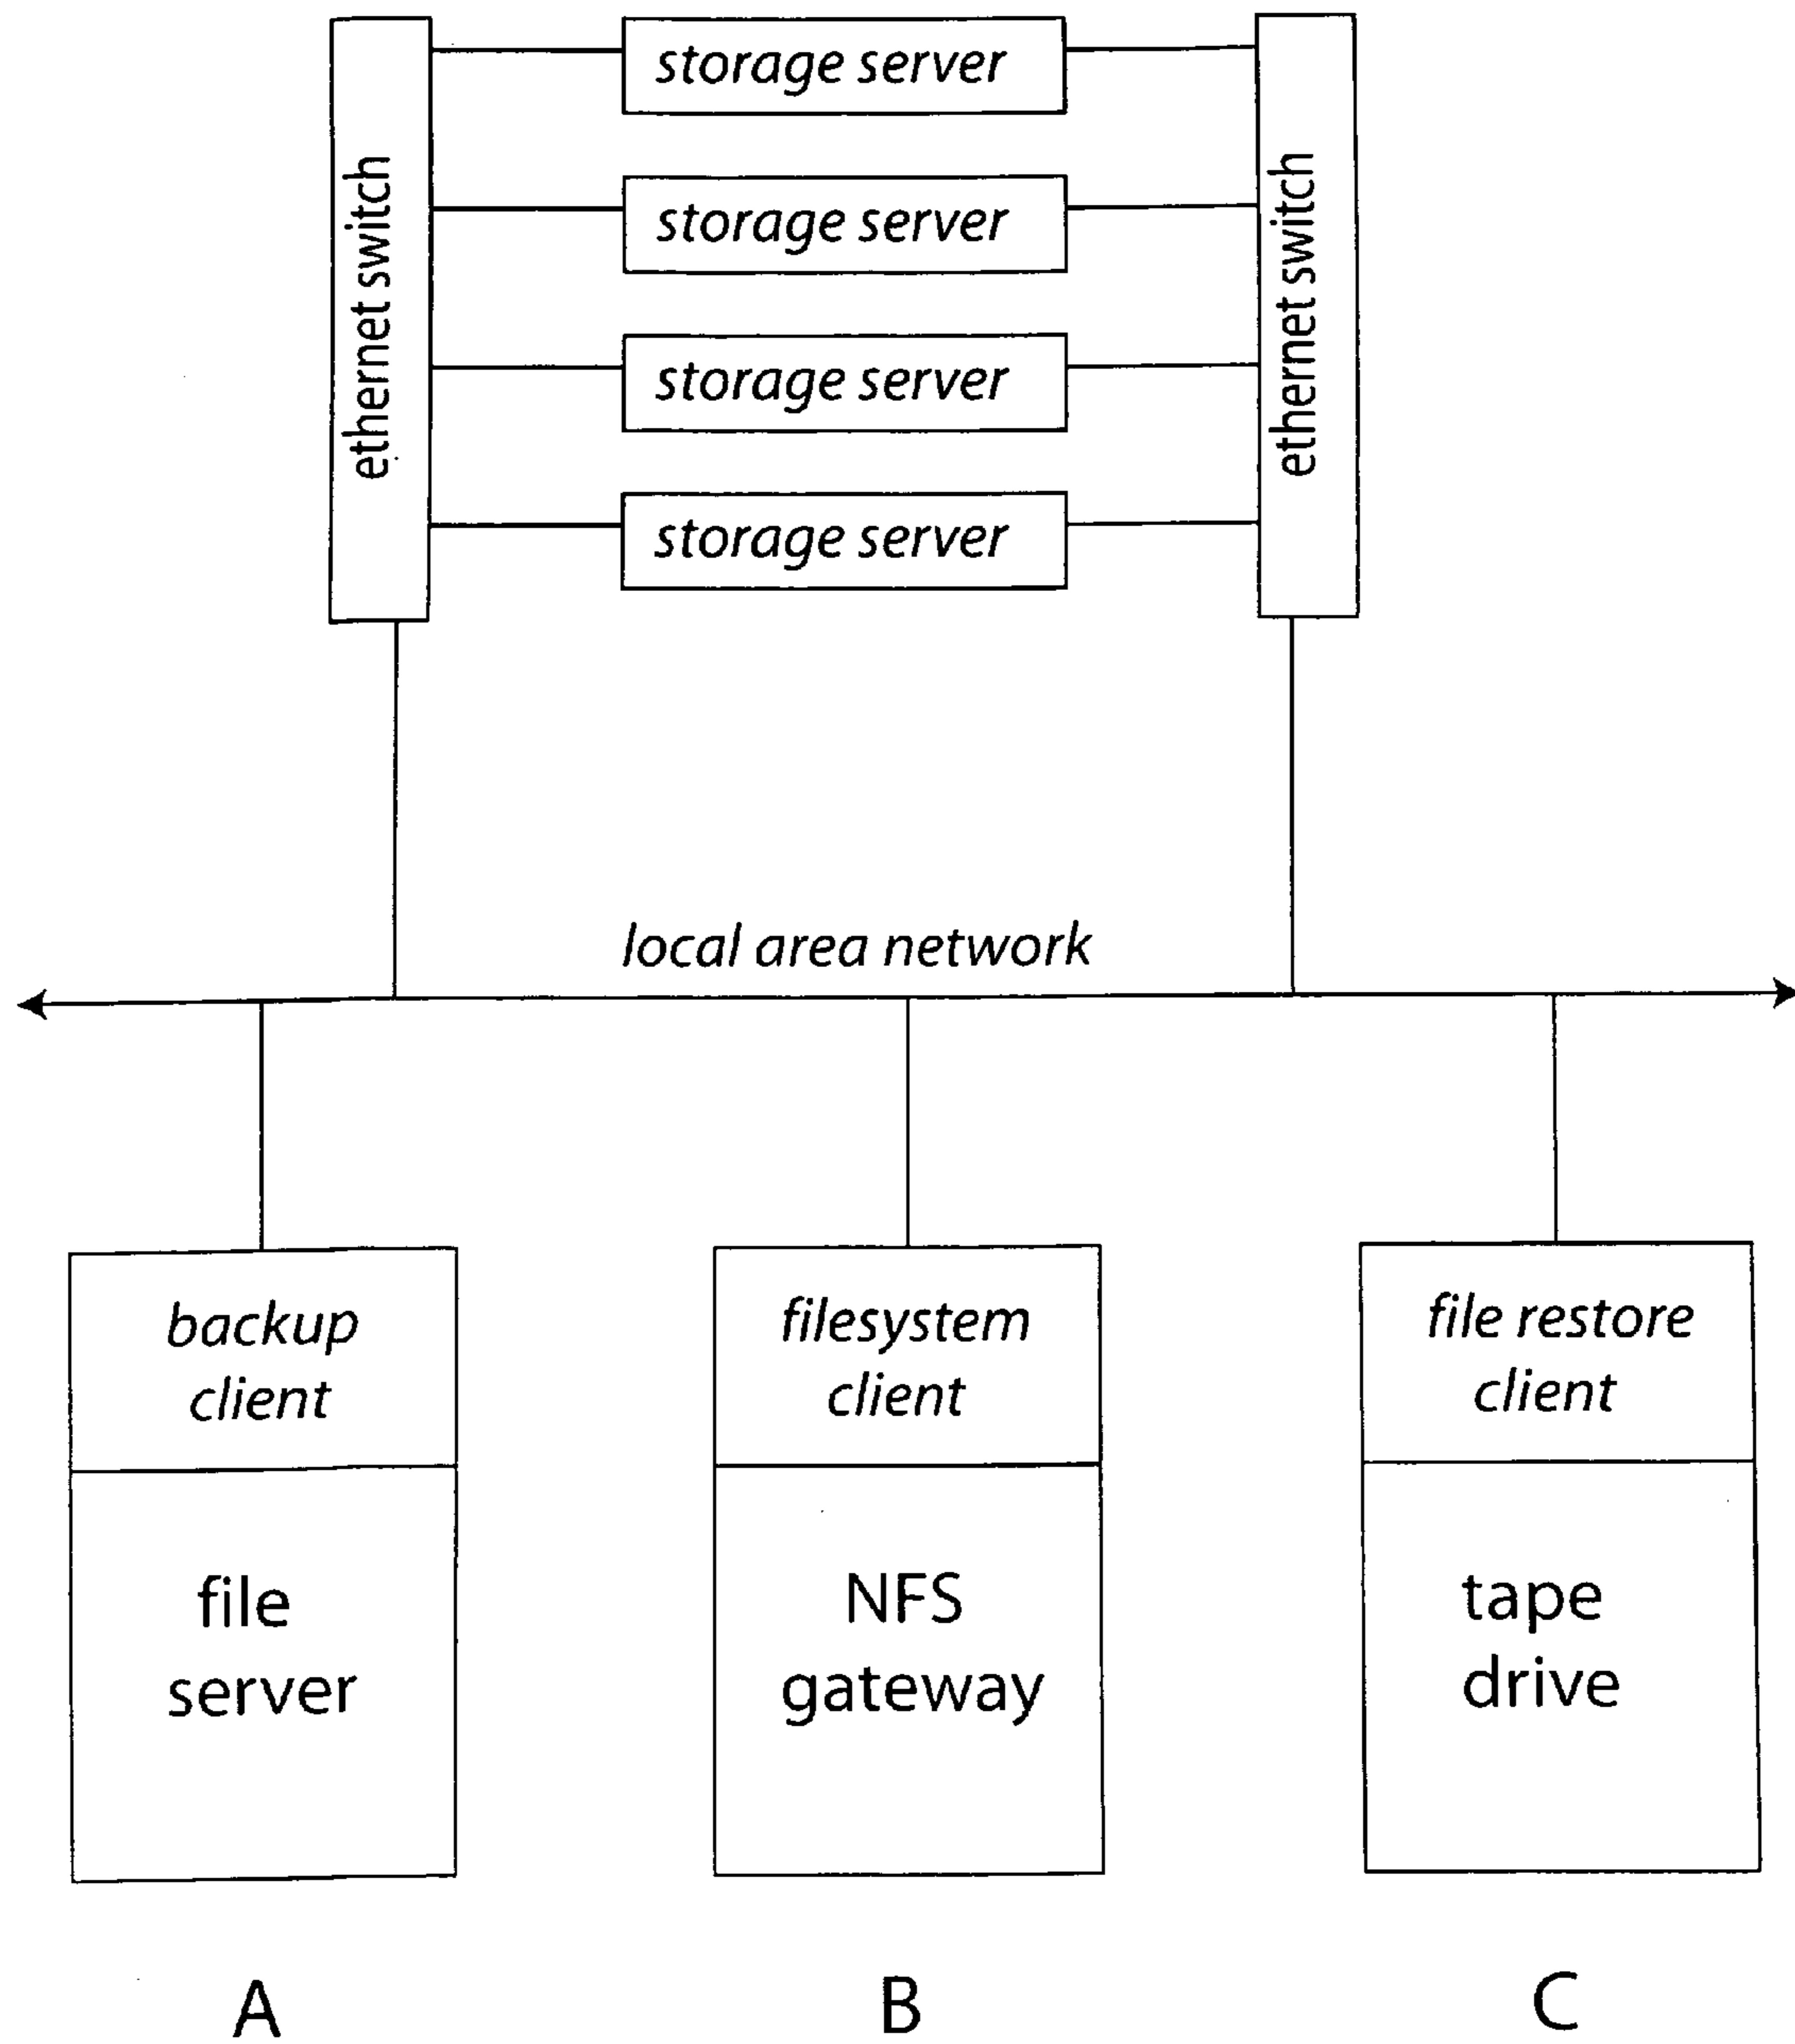 storage server
storage server
storage server
storage server
ethernet switch
ethernet switch
local area network
backup
client
file
server
filesystem
client
NFS
gateway
file restore
client
tape
drive
A
B
C